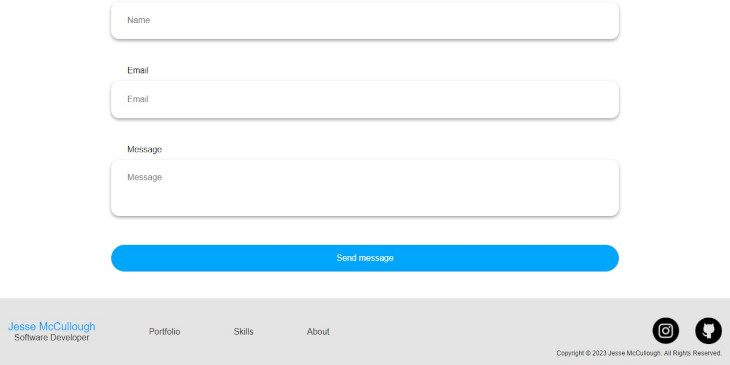 Name
Email
Email
Message
Message
Send message
Jesse McCullough
Software Developer
Portfolio
Skills
About
Copyright © 2023 Jesse McCullough. All Rights Reserved.